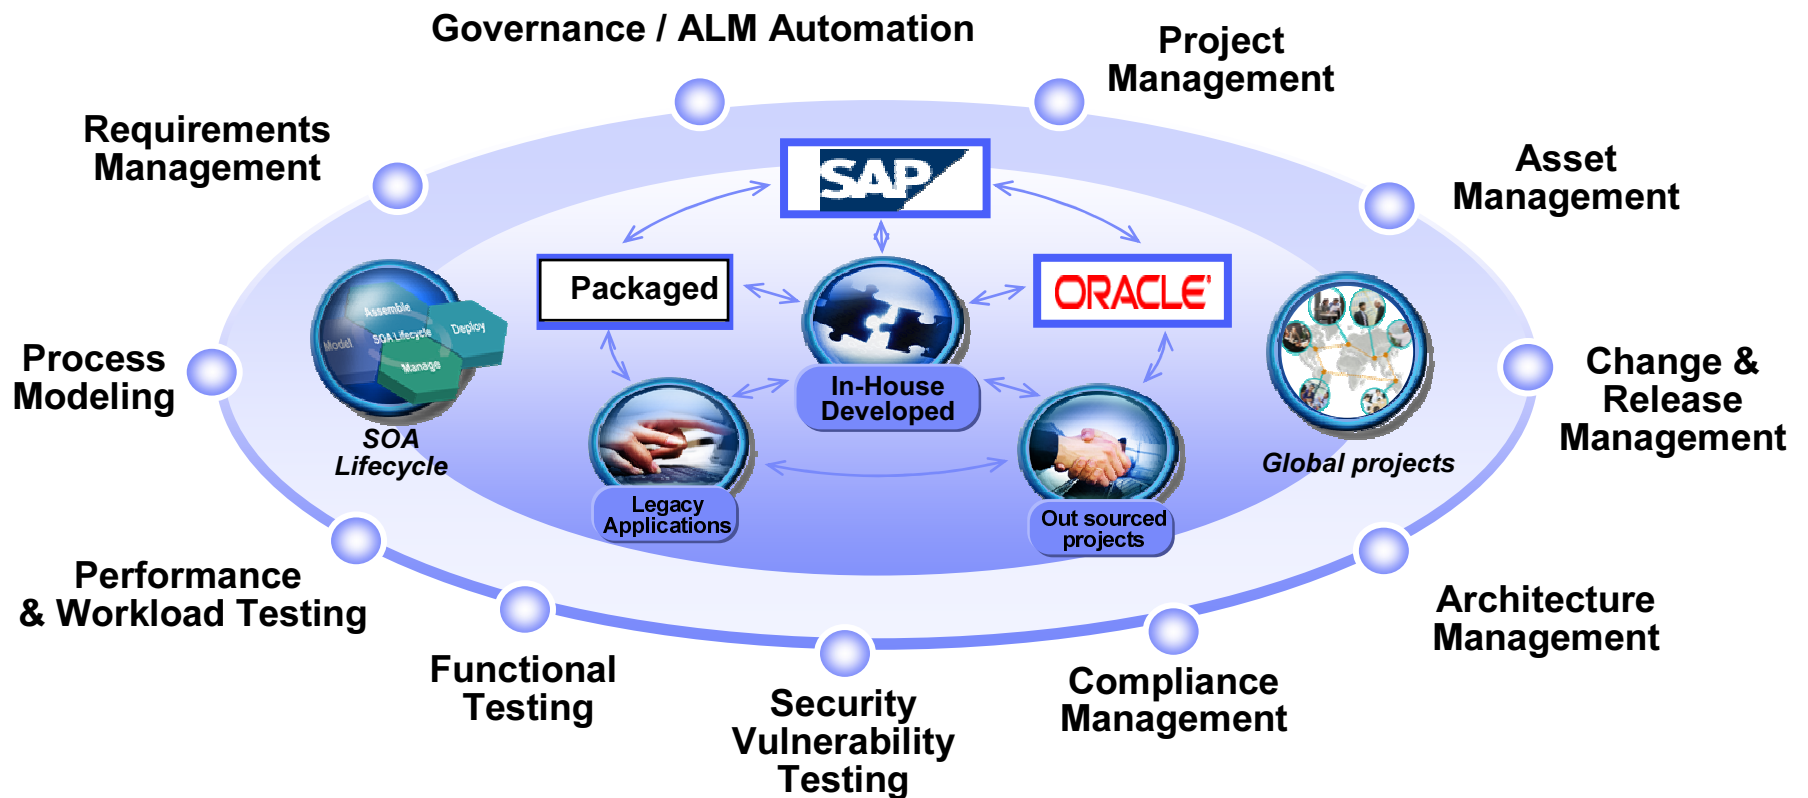 Governance / ALM Automation
Project
Management
Requirements
Management
Asset
Management
SAP
Packaged
ORACLE
Assemble
Model
SOA Lifecycle
Deploy
Manage
SOA
Lifecycle
In-House
Developed
Global projects
Process
Modeling
Change &
Release
Management
Legacy
Applications
Out sourced
projects
Performance
& Workload Testing
Architecture
Management
Functional
Testing
Security
Vulnerability
Testing
Compliance
Management